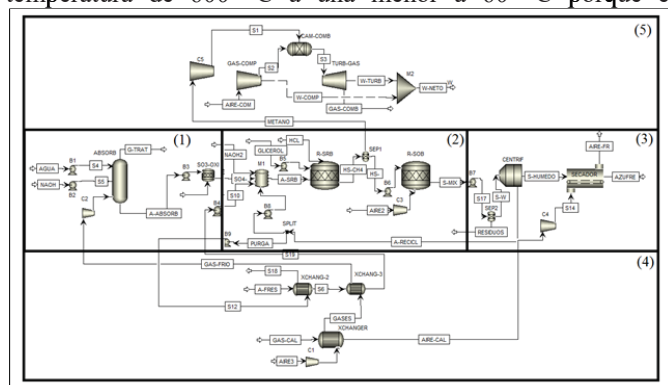 temperatura de 600 °C a una menor a 60 °C porque e
(5)
S1
CAM-COMB
C5
GAS-COMP
S2
S3
TURB-GAS
W-TURB
M2
W
W-COMP
W-NETO
AIRE-COM
GAS-COMB
METANO
(1)
(2)
(3)
ABSORB
G-TRAT
AGUA
B1
S4
NAOH
B2
S5
C2
A-ABSORB
B3
SO3-OXI
B4
NAOH2
GLICEROL
HCL
B5
R-SRB
SEP1
M1
SO4-
A-SRB
S10
HS-CH4
HS-
B6
R-SOB
AIRE2
C3
S-MIX
B8
SPLIT
B9
PURGA
A-RECICL
B7
S17
CENTRIF
S-W
SEP2
RESIDUOS
S-HUMEDO
AIRE-FR
SECADOR
AZUFRE
C4
S14
(4)
GAS-FRIO
S19
S18
XCHANG-2
XCHANG-3
A-FRES
S6
S12
GASES
XCHANGER
GAS-CAL
AIRE-CAL
AIRE3
C1